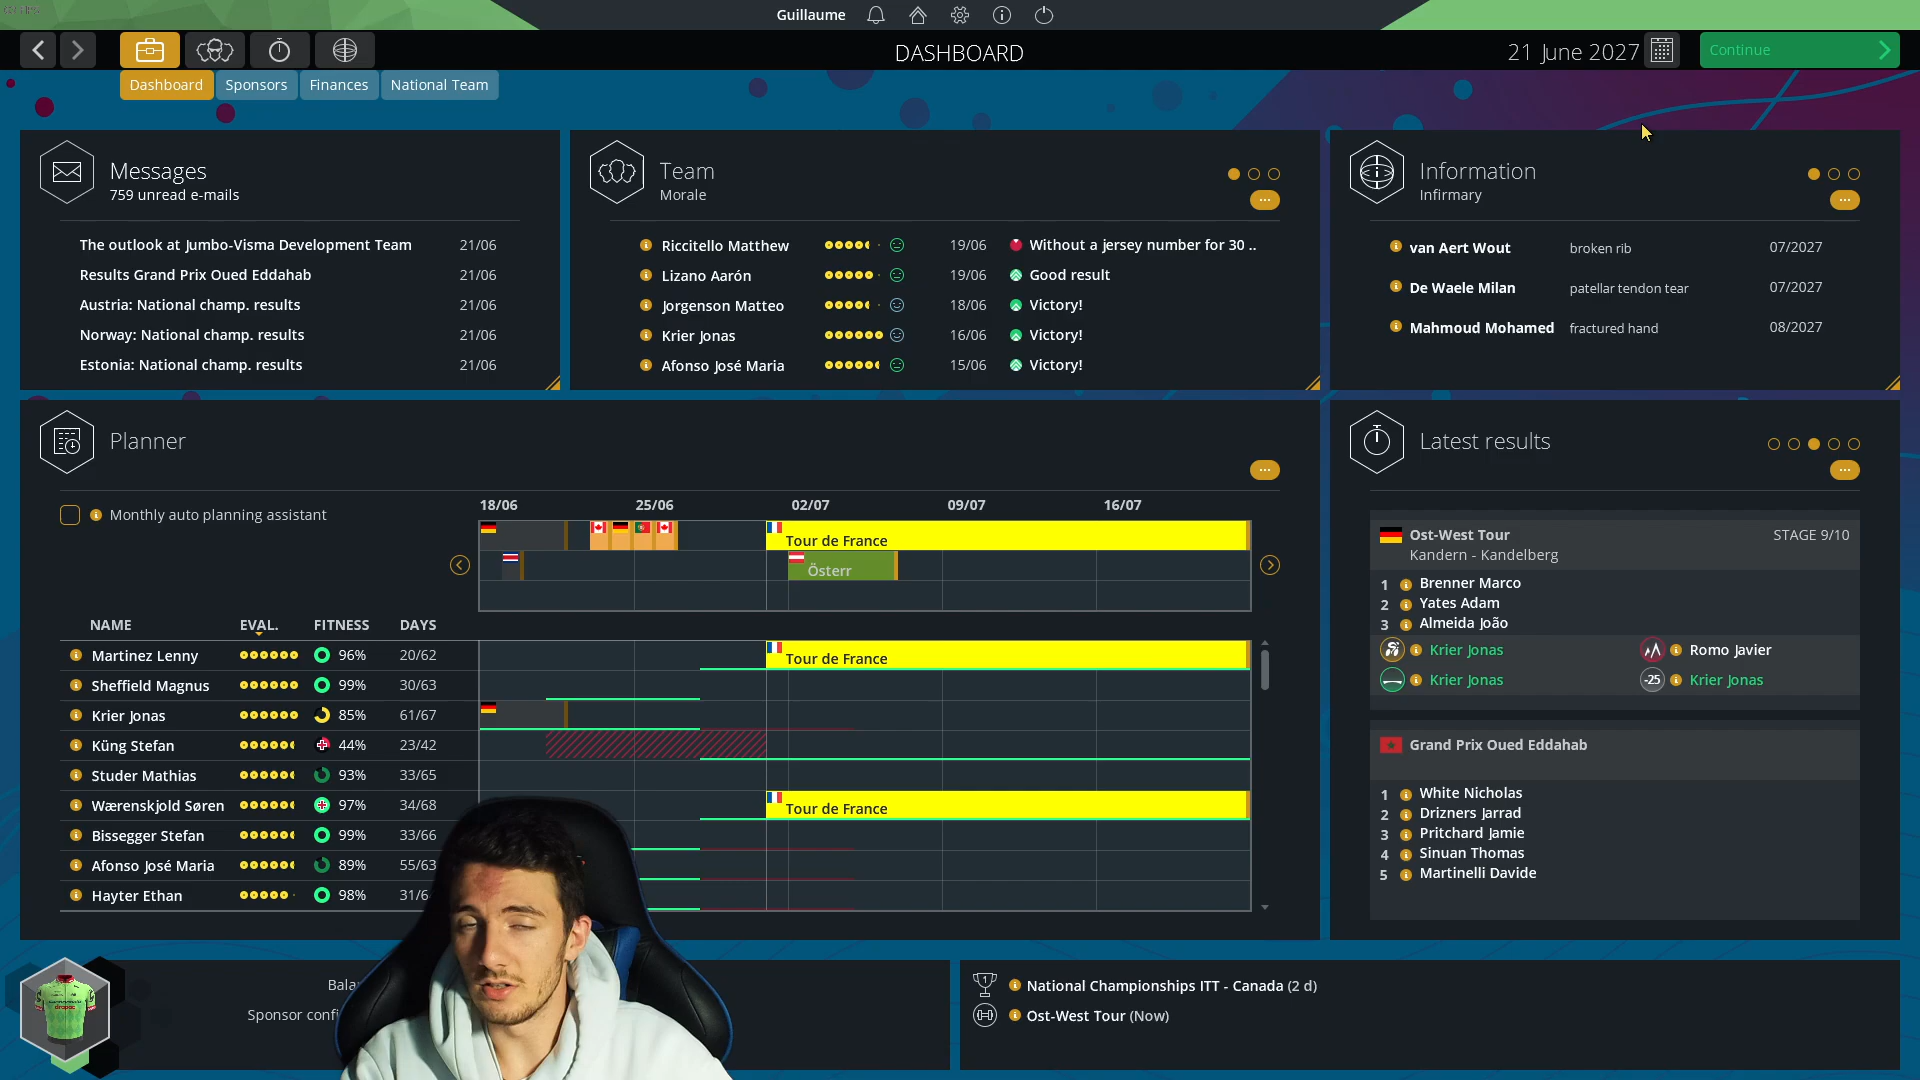 Guillaume
DASHBOARD
21 June 2027
Continue
Dashboard
Sponsors
Finances
National Team
Messages
759 unread e-mails
The outlook at Jumbo-Visma Development Team 21/06
Results Grand Prix Oued Eddahab 21/06
Austria: National champ. results 21/06
Norway: National champ. results 21/06
Estonia: National champ. results 21/06
Team
Morale
Riccitello Matthew 19/06 Without a jersey number for 30 ..
Lizano Aarón 19/06 Good result
Jorgenson Matteo 18/06 Victory!
Krier Jonas 16/06 Victory!
Afonso José Maria 15/06 Victory!
Information
Infirmary
van Aert Wout broken rib 07/2027
De Waele Milan patellar tendon tear 07/2027
Mahmoud Mohamed fractured hand 08/2027
Planner
Monthly auto planning assistant
18/06 25/06 02/07 09/07 16/07
Tour de France
Österr
NAME EVAL. FITNESS DAYS
Martinez Lenny 96% 20/62 Tour de France
Sheffield Magnus 99% 30/63
Krier Jonas 85% 61/67
Küng Stefan 44% 23/42
Studer Mathias 93% 33/65
Wærenskjold Søren 97% 34/68 Tour de France
Bissegger Stefan 99% 33/66
Afonso José Maria 89% 55/63
Hayter Ethan 98% 31/6
Latest results
Ost-West Tour STAGE 9/10
Kandern - Kandelberg
1 Brenner Marco
2 Yates Adam
3 Almeida João
Krier Jonas Romo Javier
Krier Jonas -25 Krier Jonas
Grand Prix Oued Eddahab
1 White Nicholas
2 Drizners Jarrad
3 Pritchard Jamie
4 Sinuan Thomas
5 Martinelli Davide
Bala
Sponsor confi
National Championships ITT - Canada (2 d)
Ost-West Tour (Now)